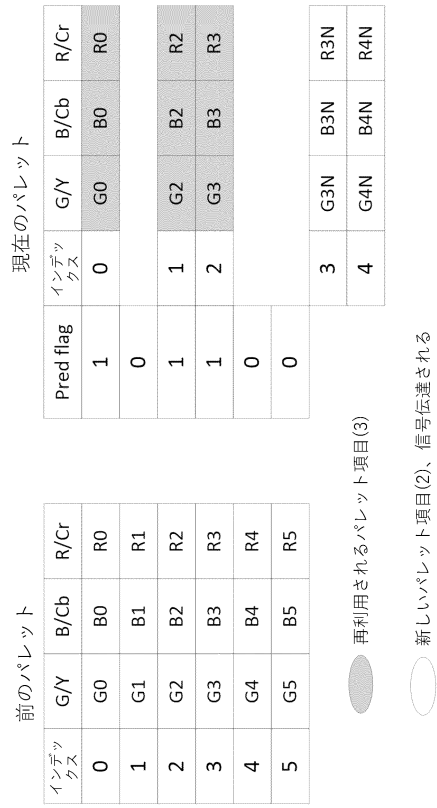 前のパレット
インデックス G/Y B/Cb R/Cr
0 G0 B0 R0
1 G1 B1 R1
2 G2 B2 R2
3 G3 B3 R3
4 G4 B4 R4
5 G5 B5 R5
現在のパレット
Pred flag インデックス G/Y B/Cb R/Cr
1 0 G0 B0 R0
0
1 1 G2 B2 R2
1 2 G3 B3 R3
0
0
3 G3N B3N R3N
4 G4N B4N R4N
再利用されるパレット項目(3)
新しいパレット項目(2)、信号伝達される